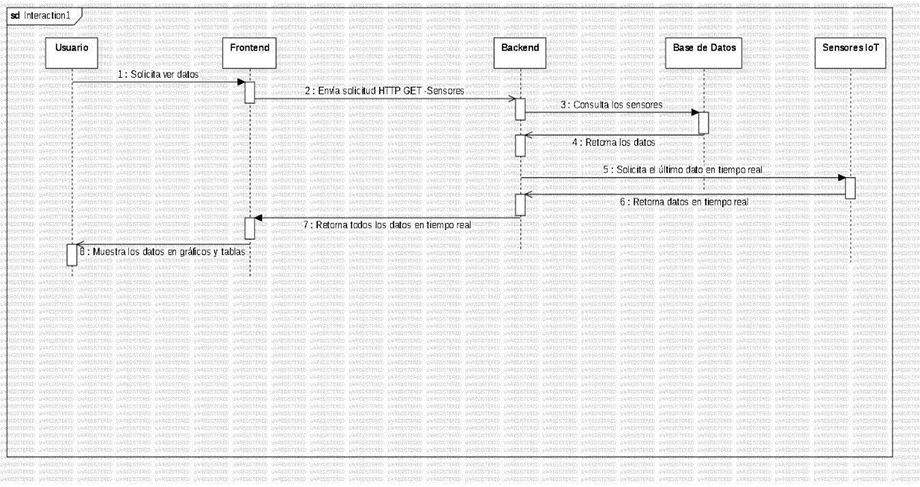 sd Interaction1
Usuario
Frontend
Backend
Base de Datos
Sensores IoT
1 : Solicita ver datos
2 : Envía solicitud HTTP GET -Sensores
3 : Consulta los sensores
4 : Retorna los datos
5 : Solicita el último dato en tiempo real
6 : Retorna datos en tiempo real
7 : Retorna todos los datos en tiempo real
8 : Muestra los datos en gráficos y tablas